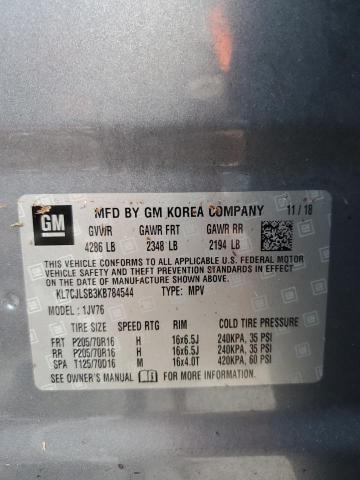 GM
MFD BY GM KOREA COMPANY 11/18
GVWR GAWR FRT GAWR RR
4286 LB 2348 LB 2194 LB
THIS VEHICLE CONFORMS TO ALL APPLICABLE U.S. FEDERAL MOTOR
VEHICLE SAFETY, BUMPER, AND THEFT PREVENTION STANDARDS IN
EFFECT ON THE DATE OF MANUFACTURE SHOWN ABOVE.
KL7CJLSB3KB784544 TYPE: MPV
MODEL : 1JV76
TIRE SIZE SPEED RTG RIM COLD TIRE PRESSURE
FRT P205/70R16 H 16x6.5J 240KPA, 35 PSI
RR P205/70R16 H 16x6.5J 240KPA, 35 PSI
SPA T125/70D16 M 16x4.0T 420KPA, 60 PSI
SEE OWNER'S MANUAL FOR MORE INFORMATION.